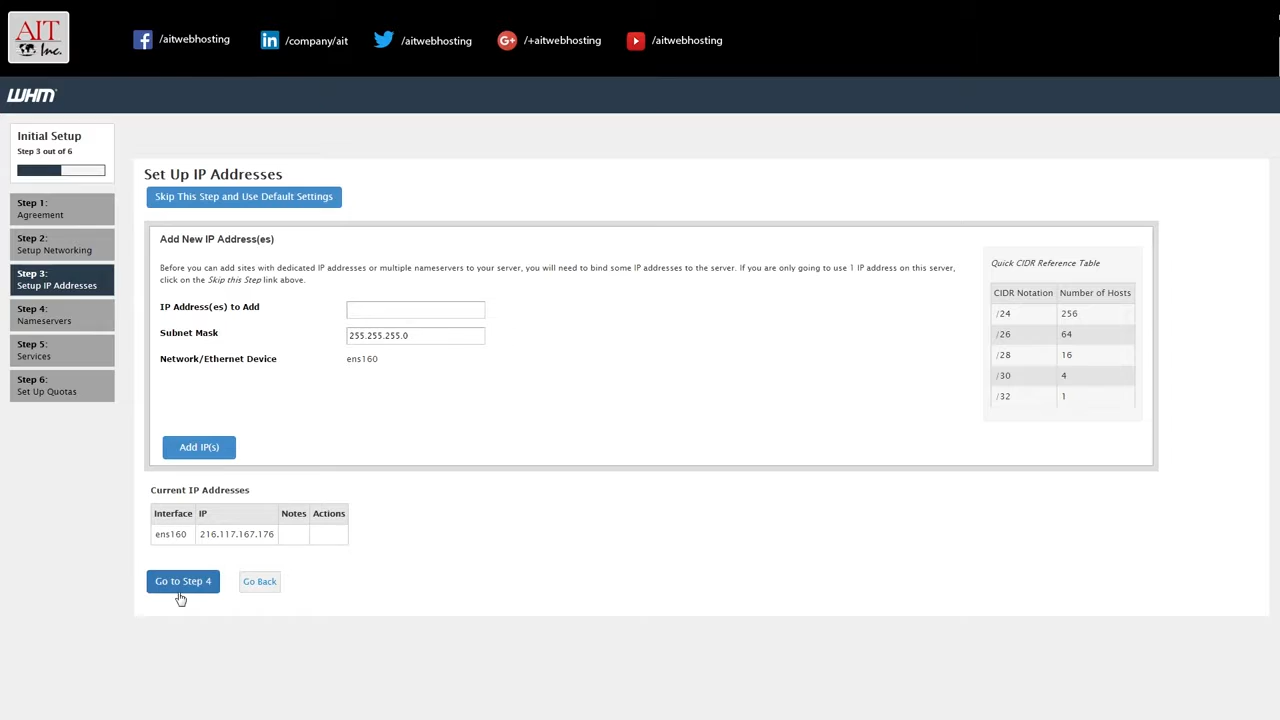 AIT
Inc.
/aitwebhosting
/company/ait
/aitwebhosting
/+aitwebhosting
/aitwebhosting
WHM
Initial Setup
Step 3 out of 6
Step 1:
Agreement
Step 2:
Setup Networking
Step 3:
Setup IP Addresses
Step 4:
Nameservers
Step 5:
Services
Step 6:
Set Up Quotas
Set Up IP Addresses
Skip This Step and Use Default Settings
Add New IP Address(es)
Before you can add sites with dedicated IP addresses or multiple nameservers to your server, you will need to bind some IP addresses to the server. If you are only going to use 1 IP address on this server,
click on the Skip this Step link above.
IP Address(es) to Add
Subnet Mask 255.255.255.0
Network/Ethernet Device ens160
Add IP(s)
Quick CIDR Reference Table
CIDR Notation Number of Hosts
/24 256
/26 64
/28 16
/30 4
/32 1
Current IP Addresses
Interface IP Notes Actions
ens160 216.117.167.176
Go to Step 4 Go Back